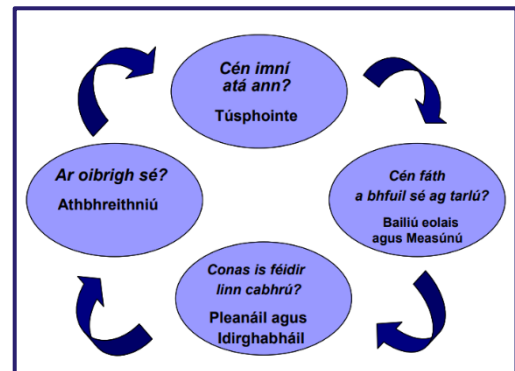 Cén imní
atá ann?
Túsphointe
Cén fáth
a bhfuil sé ag tarlú?
Bailiú eolais
agus Measúnú
Conas is féidir
linn cabhrú?
Pleanáil agus
Idirghabháil
Ar oibrigh sé?
Athbhreithniú